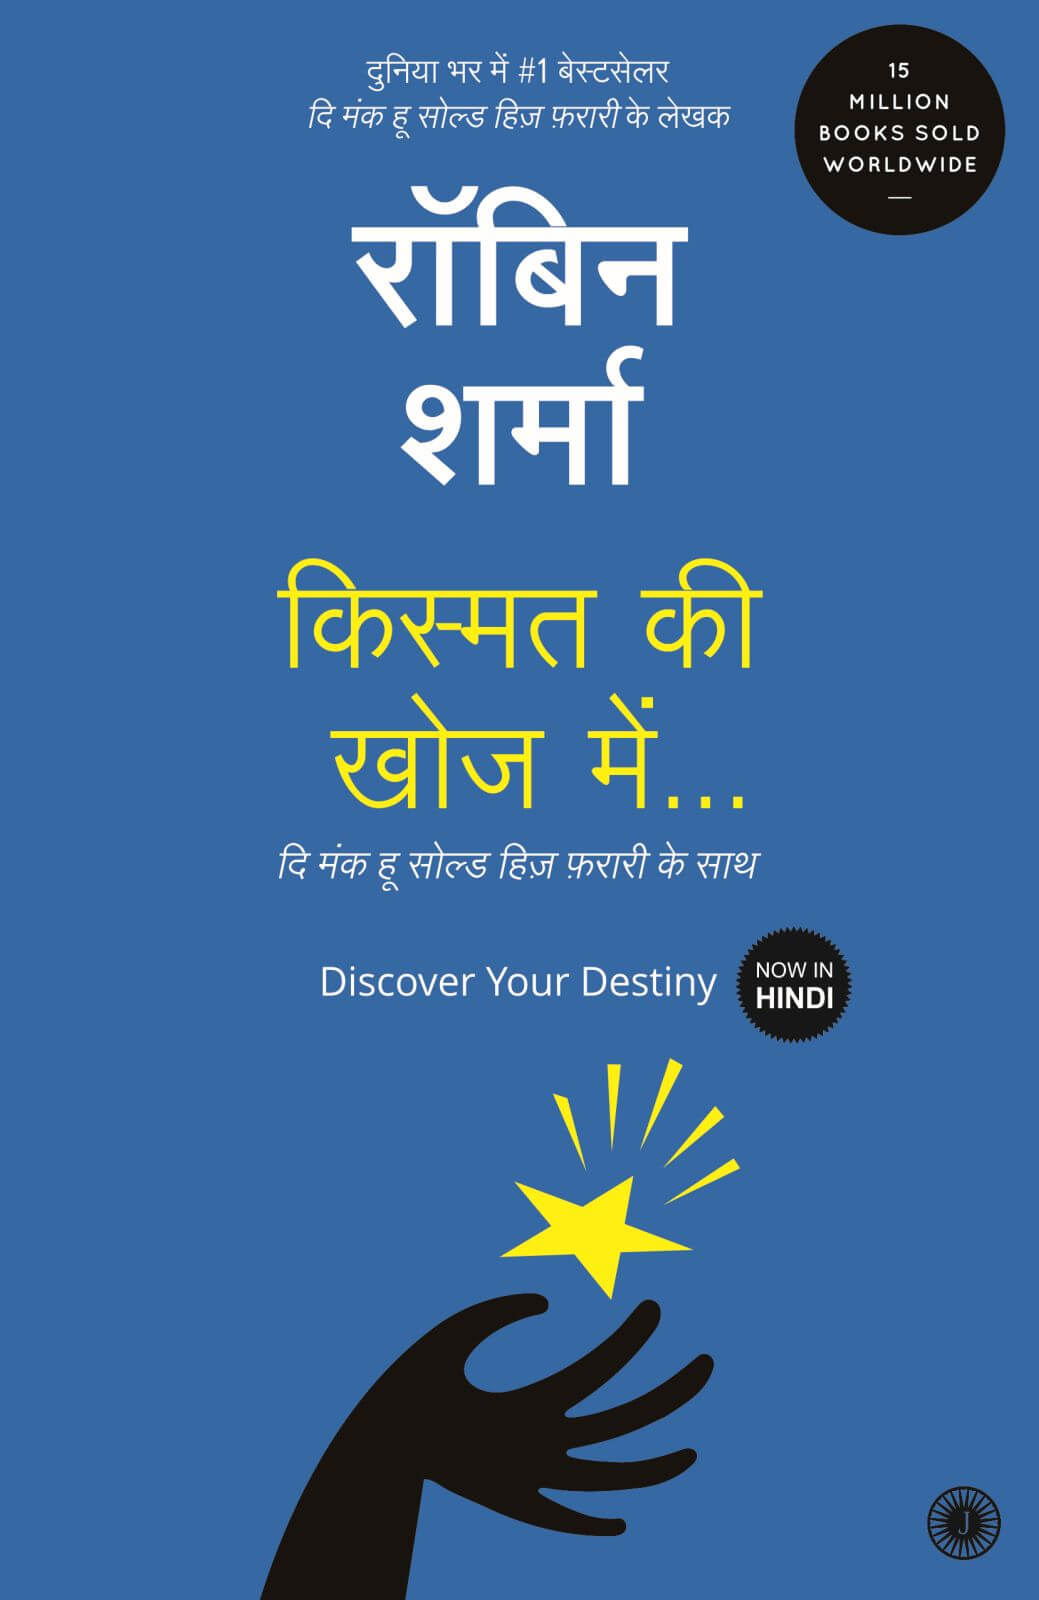 दुनिया भर में #1 बेस्टसेलर
दि मंक हू सोल्ड हिज़ फ़रारी के लेखक
15
MILLION
BOOKS SOLD
WORLDWIDE
रॉबिन
शर्मा
किस्मत की
खोज में...
दि मंक हू सोल्ड हिज़ फ़रारी के साथ
Discover Your Destiny
NOW IN
HINDI
J